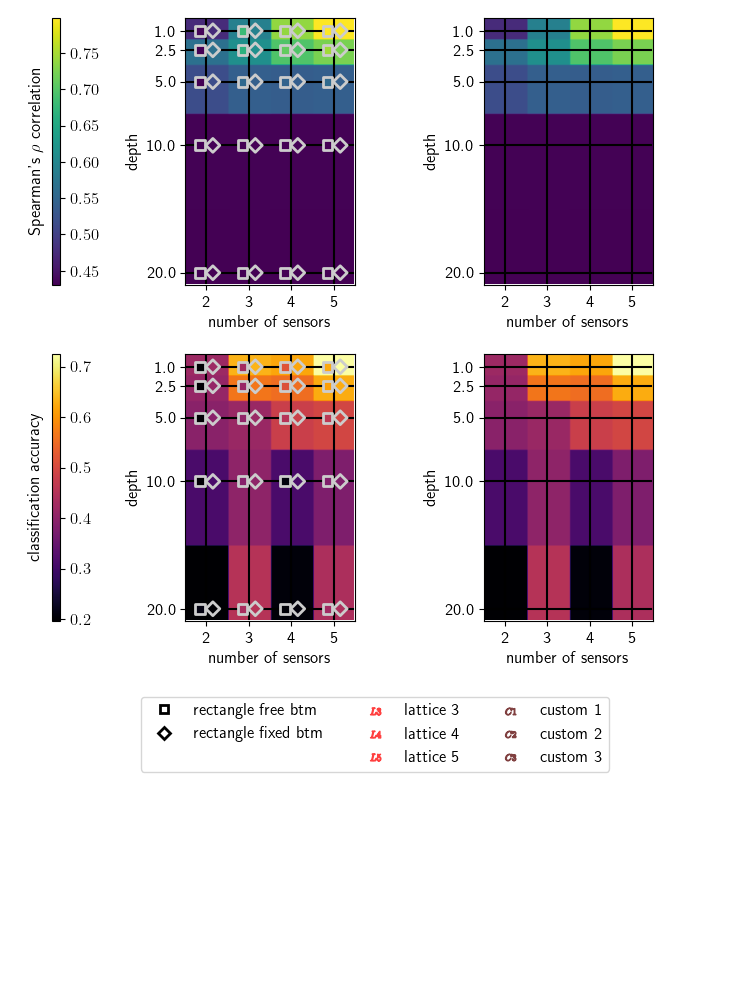 Spearman's ρ correlation
0.75
0.70
0.65
0.60
0.55
0.50
0.45
depth
1.0
2.5
5.0
10.0
20.0
2 3 4 5
number of sensors
depth
1.0
2.5
5.0
10.0
20.0
2 3 4 5
number of sensors
classification accuracy
0.7
0.6
0.5
0.4
0.3
0.2
depth
1.0
2.5
5.0
10.0
20.0
2 3 4 5
number of sensors
depth
1.0
2.5
5.0
10.0
20.0
2 3 4 5
number of sensors
rectangle free btm
rectangle fixed btm
L3 lattice 3
L4 lattice 4
L5 lattice 5
C1 custom 1
C2 custom 2
C3 custom 3